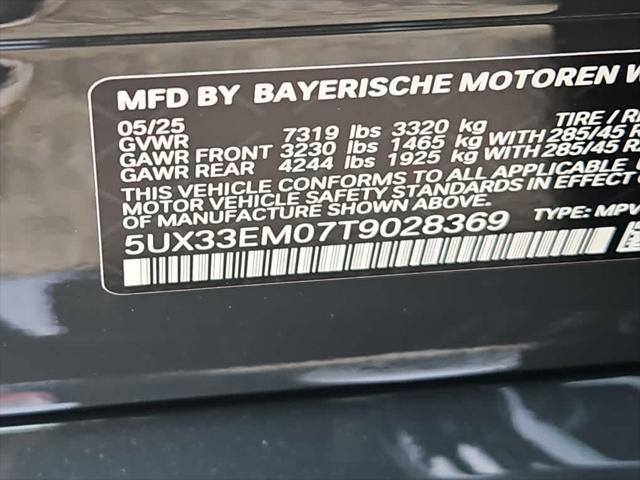 MFD BY BAYERISCHE MOTOREN W
05/25 TIRE / RI
GVWR 7319 lbs 3320 kg
GAWR FRONT 3230 lbs 1465 kg WITH 285/45 R
GAWR REAR 4244 lbs 1925 kg WITH 285/45 R
THIS VEHICLE CONFORMS TO ALL APPLICABLE
MOTOR VEHICLE SAFETY STANDARDS IN EFFECT
OF MANUFACTURE SHOWN ABOVE.
5UX33EM07T9028369 TYPE: MPV